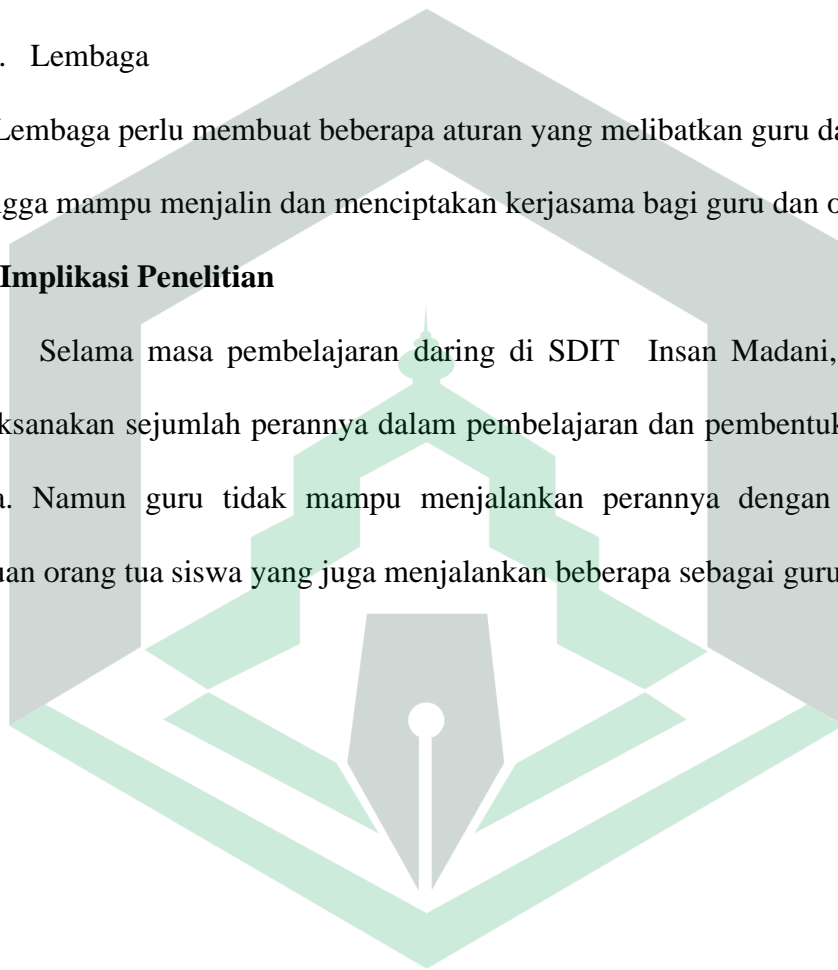 . Lembaga
Lembaga perlu membuat beberapa aturan yang melibatkan guru da
ngga mampu menjalin dan menciptakan kerjasama bagi guru dan o
Implikasi Penelitian
Selama masa pembelajaran daring di SDIT Insan Madani,
ksanakan sejumlah perannya dalam pembelajaran dan pembentuk
a. Namun guru tidak mampu menjalankan perannya dengan
uan orang tua siswa yang juga menjalankan beberapa sebagai guru